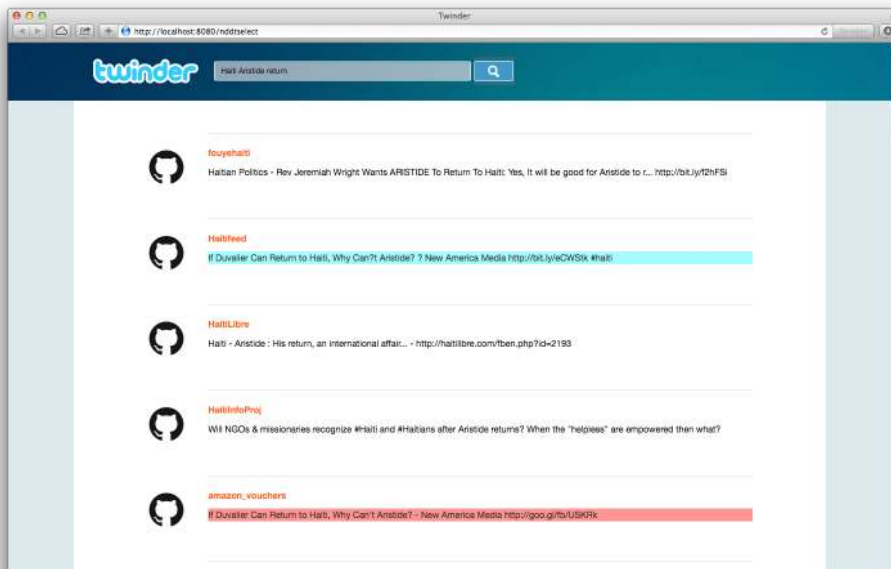 Twinder
http://localhost:8080/nddtselect
twinder
Haiti Aristide return
fouyehaiti
Haitian Politics - Rev Jeremiah Wright Wants ARISTIDE To Return To Haiti: Yes, It will be good for Aristide to r... http://bit.ly/f2hFSi
Haitifeed
If Duvalier Can Return to Haiti, Why Can?t Aristide? ? New America Media http://bit.ly/eCWStk #haiti
HaitiLibre
Haiti - Aristide : His return, an international affair... - http://haitilibre.com/fben.php?id=2193
HaitiInfoProj
Will NGOs & missionaries recognize #Haiti and #Haitians after Aristide returns? When the "helpless" are empowered then what?
amazon_vouchers
If Duvalier Can Return to Haiti, Why Can't Aristide? - New America Media http://goo.gl/fb/USKRk